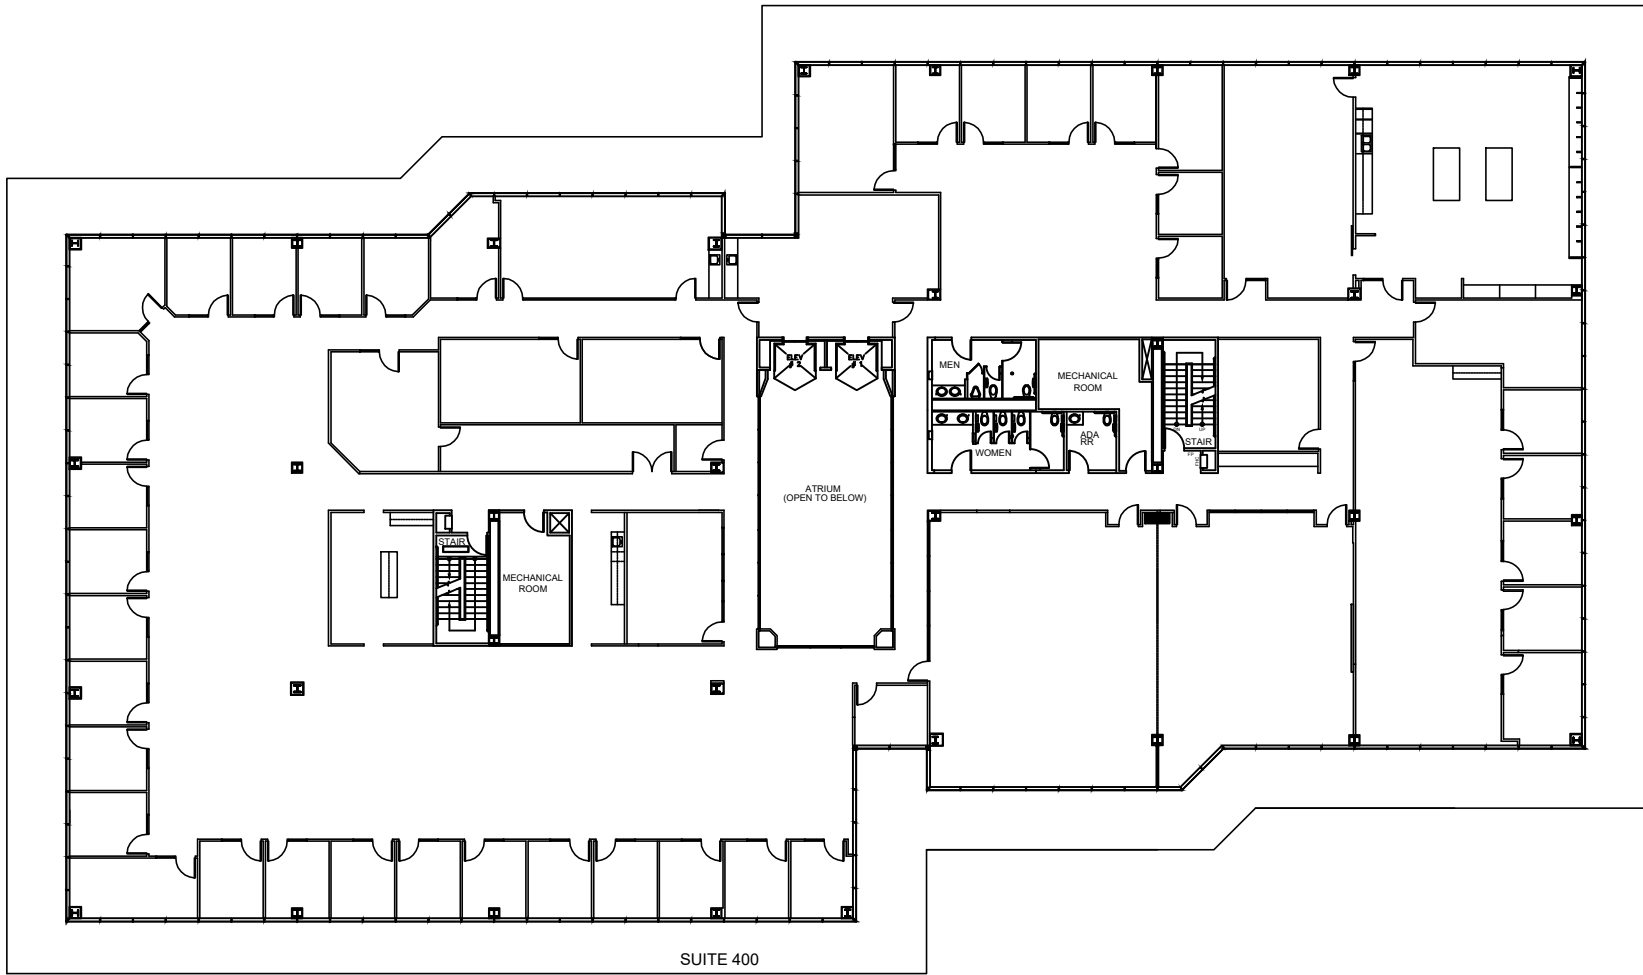 ELEV
# 2
ELEV
# 1
MEN
MECHANICAL
ROOM
ADA
RR
WOMEN
STAIR
ATRIUM
(OPEN TO BELOW)
STAIR
MECHANICAL
ROOM
SUITE 400